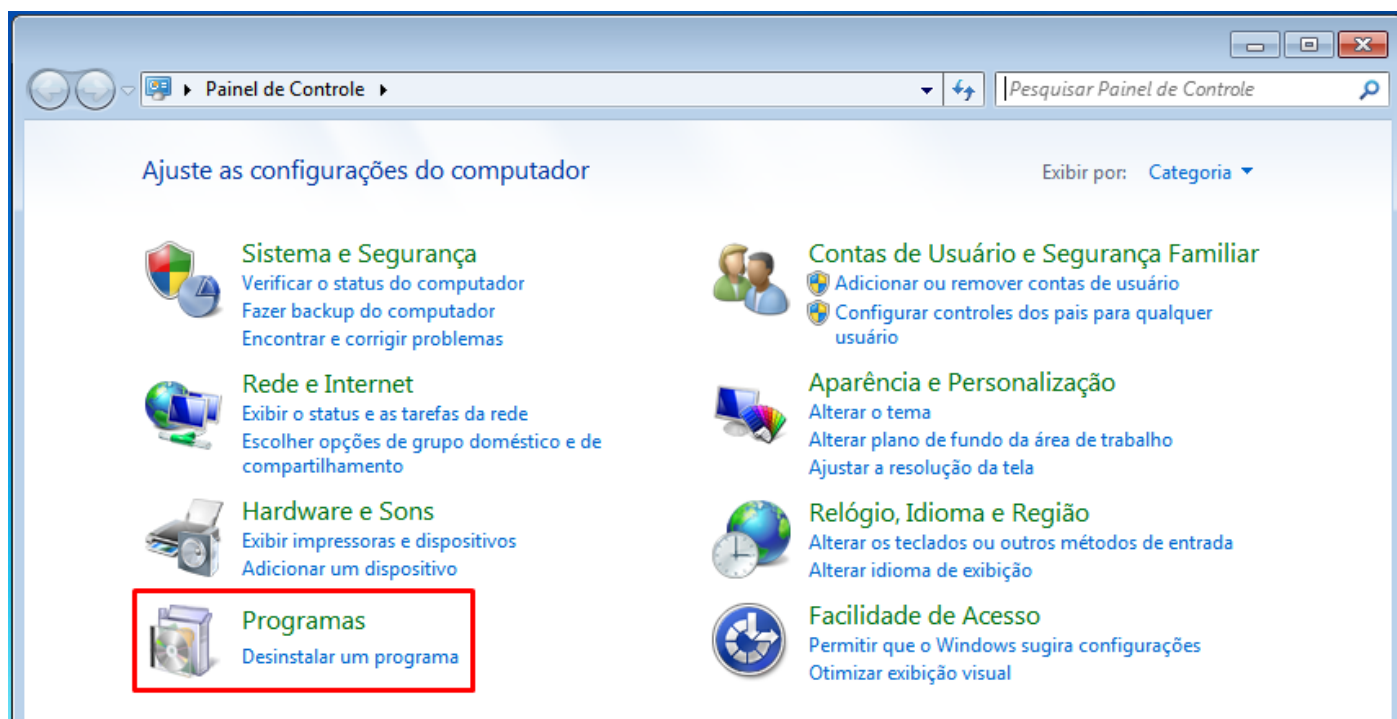 Painel de Controle
Pesquisar Painel de Controle
Ajuste as configurações do computador
Exibir por: Categoria
Sistema e Segurança
Verificar o status do computador
Fazer backup do computador
Encontrar e corrigir problemas
Rede e Internet
Exibir o status e as tarefas da rede
Escolher opções de grupo doméstico e de
compartilhamento
Hardware e Sons
Exibir impressoras e dispositivos
Adicionar um dispositivo
Programas
Desinstalar um programa
Contas de Usuário e Segurança Familiar
Adicionar ou remover contas de usuário
Configurar controles dos pais para qualquer
usuário
Aparência e Personalização
Alterar o tema
Alterar plano de fundo da área de trabalho
Ajustar a resolução da tela
Relógio, Idioma e Região
Alterar os teclados ou outros métodos de entrada
Alterar idioma de exibição
Facilidade de Acesso
Permitir que o Windows sugira configurações
Otimizar exibição visual